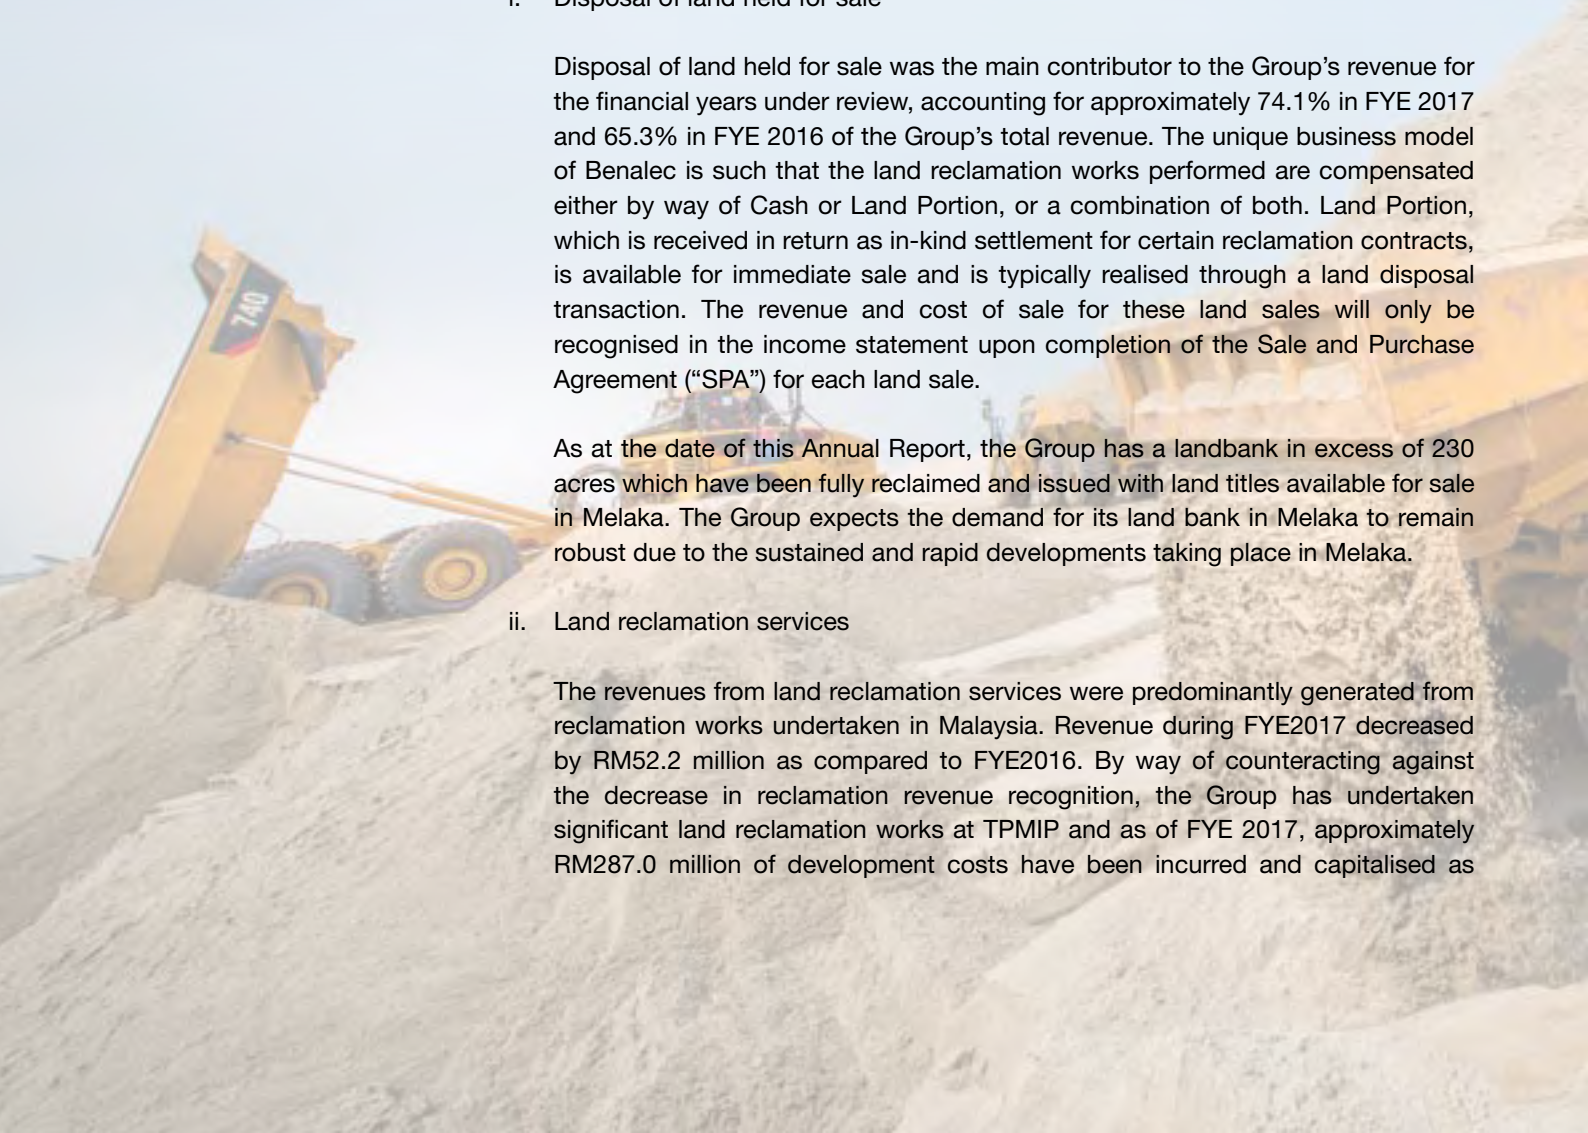 i. Disposal of land held for sale
Disposal of land held for sale was the main contributor to the Group’s revenue for
the financial years under review, accounting for approximately 74.1% in FYE 2017
and 65.3% in FYE 2016 of the Group’s total revenue. The unique business model
of Benalec is such that the land reclamation works performed are compensated
either by way of Cash or Land Portion, or a combination of both. Land Portion,
which is received in return as in-kind settlement for certain reclamation contracts,
is available for immediate sale and is typically realised through a land disposal
transaction. The revenue and cost of sale for these land sales will only be
recognised in the income statement upon completion of the Sale and Purchase
Agreement (“SPA”) for each land sale.
As at the date of this Annual Report, the Group has a landbank in excess of 230
acres which have been fully reclaimed and issued with land titles available for sale
in Melaka. The Group expects the demand for its land bank in Melaka to remain
robust due to the sustained and rapid developments taking place in Melaka.
ii. Land reclamation services
The revenues from land reclamation services were predominantly generated from
reclamation works undertaken in Malaysia. Revenue during FYE2017 decreased
by RM52.2 million as compared to FYE2016. By way of counteracting against
the decrease in reclamation revenue recognition, the Group has undertaken
significant land reclamation works at TPMIP and as of FYE 2017, approximately
RM287.0 million of development costs have been incurred and capitalised as
740